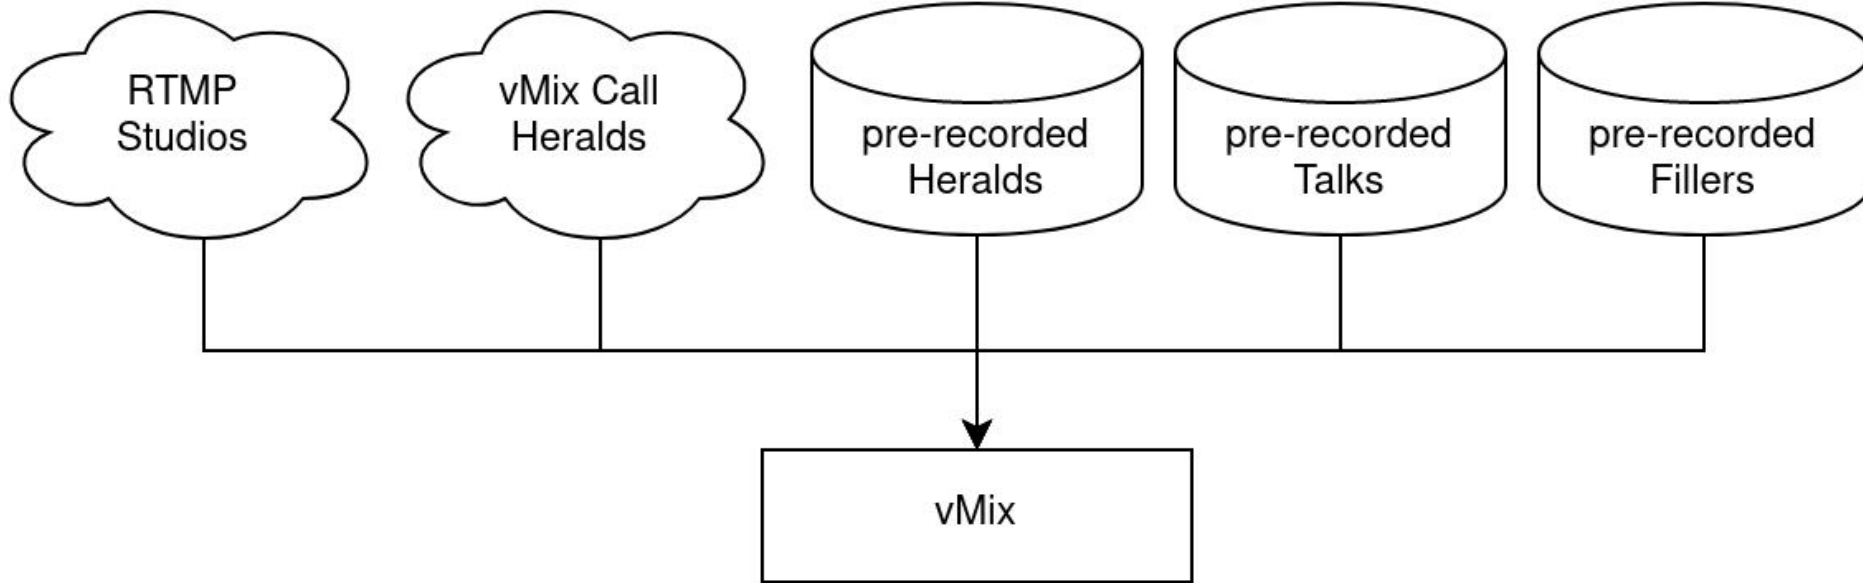 RTMP
Studios
vMix Call
Heralds
pre-recorded
Heralds
pre-recorded
Talks
pre-recorded
Fillers
vMix